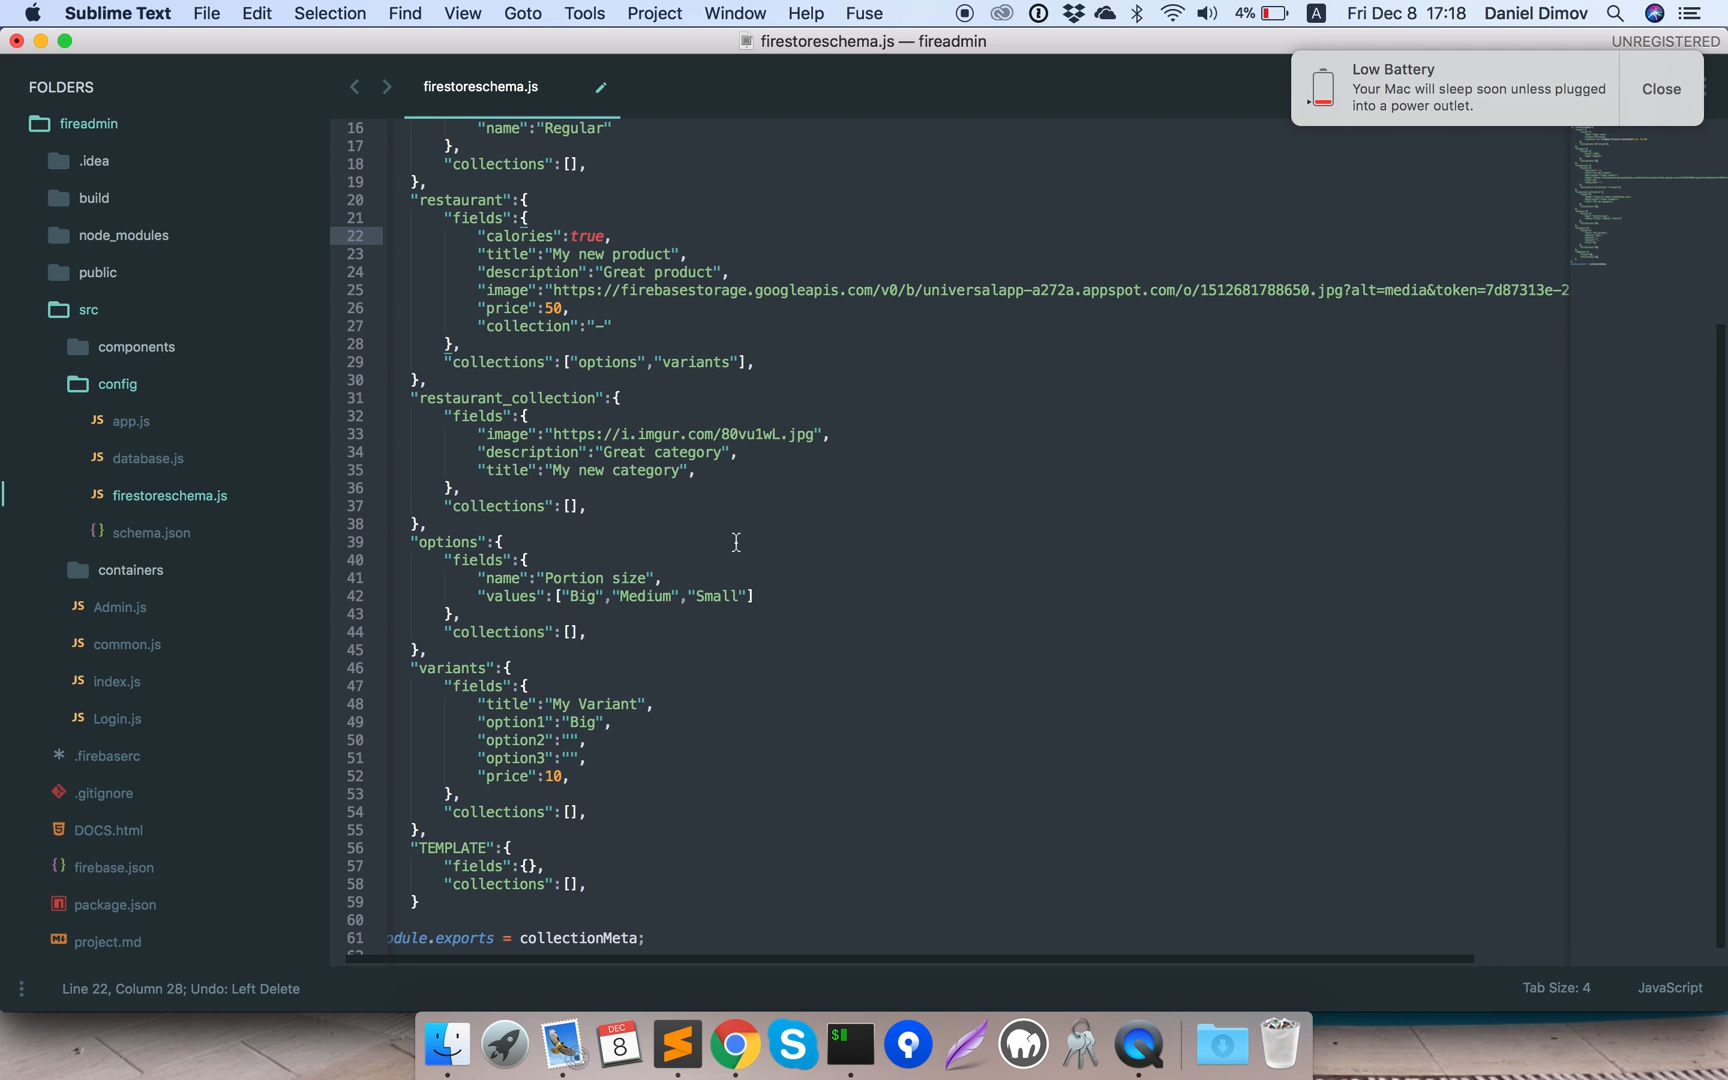 Sublime Text File Edit Selection Find View Goto Tools Project Window Help Fuse 4% A Fri Dec 8 17:18 Daniel Dimov
firestoreschema.js — fireadmin UNREGISTERED
Low Battery
Your Mac will sleep soon unless plugged
into a power outlet.
Close
FOLDERS
fireadmin
.idea
build
node_modules
public
src
components
config
JS app.js
JS database.js
JS firestoreschema.js
{} schema.json
containers
JS Admin.js
JS common.js
JS index.js
JS Login.js
* .firebaserc
.gitignore
DOCS.html
{} firebase.json
package.json
project.md
firestoreschema.js
16 "name":"Regular"
17 },
18 "collections":[],
19 },
20 "restaurant":{
21 "fields":{
22 "calories":true,
23 "title":"My new product",
24 "description":"Great product",
25 "image":"https://firebasestorage.googleapis.com/v0/b/universalapp-a272a.appspot.com/o/1512681788650.jpg?alt=media&token=7d87313e-2
26 "price":50,
27 "collection":"-"
28 },
29 "collections":["options","variants"],
30 },
31 "restaurant_collection":{
32 "fields":{
33 "image":"https://i.imgur.com/80vu1wL.jpg",
34 "description":"Great category",
35 "title":"My new category",
36 },
37 "collections":[],
38 },
39 "options":{
40 "fields":{
41 "name":"Portion size",
42 "values":["Big","Medium","Small"]
43 },
44 "collections":[],
45 },
46 "variants":{
47 "fields":{
48 "title":"My Variant",
49 "option1":"Big",
50 "option2":"",
51 "option3":"",
52 "price":10,
53 },
54 "collections":[],
55 },
56 "TEMPLATE":{
57 "fields":{},
58 "collections":[],
59 }
60
61 odule.exports = collectionMeta;
Line 22, Column 28; Undo: Left Delete Tab Size: 4 JavaScript
DEC
8
$